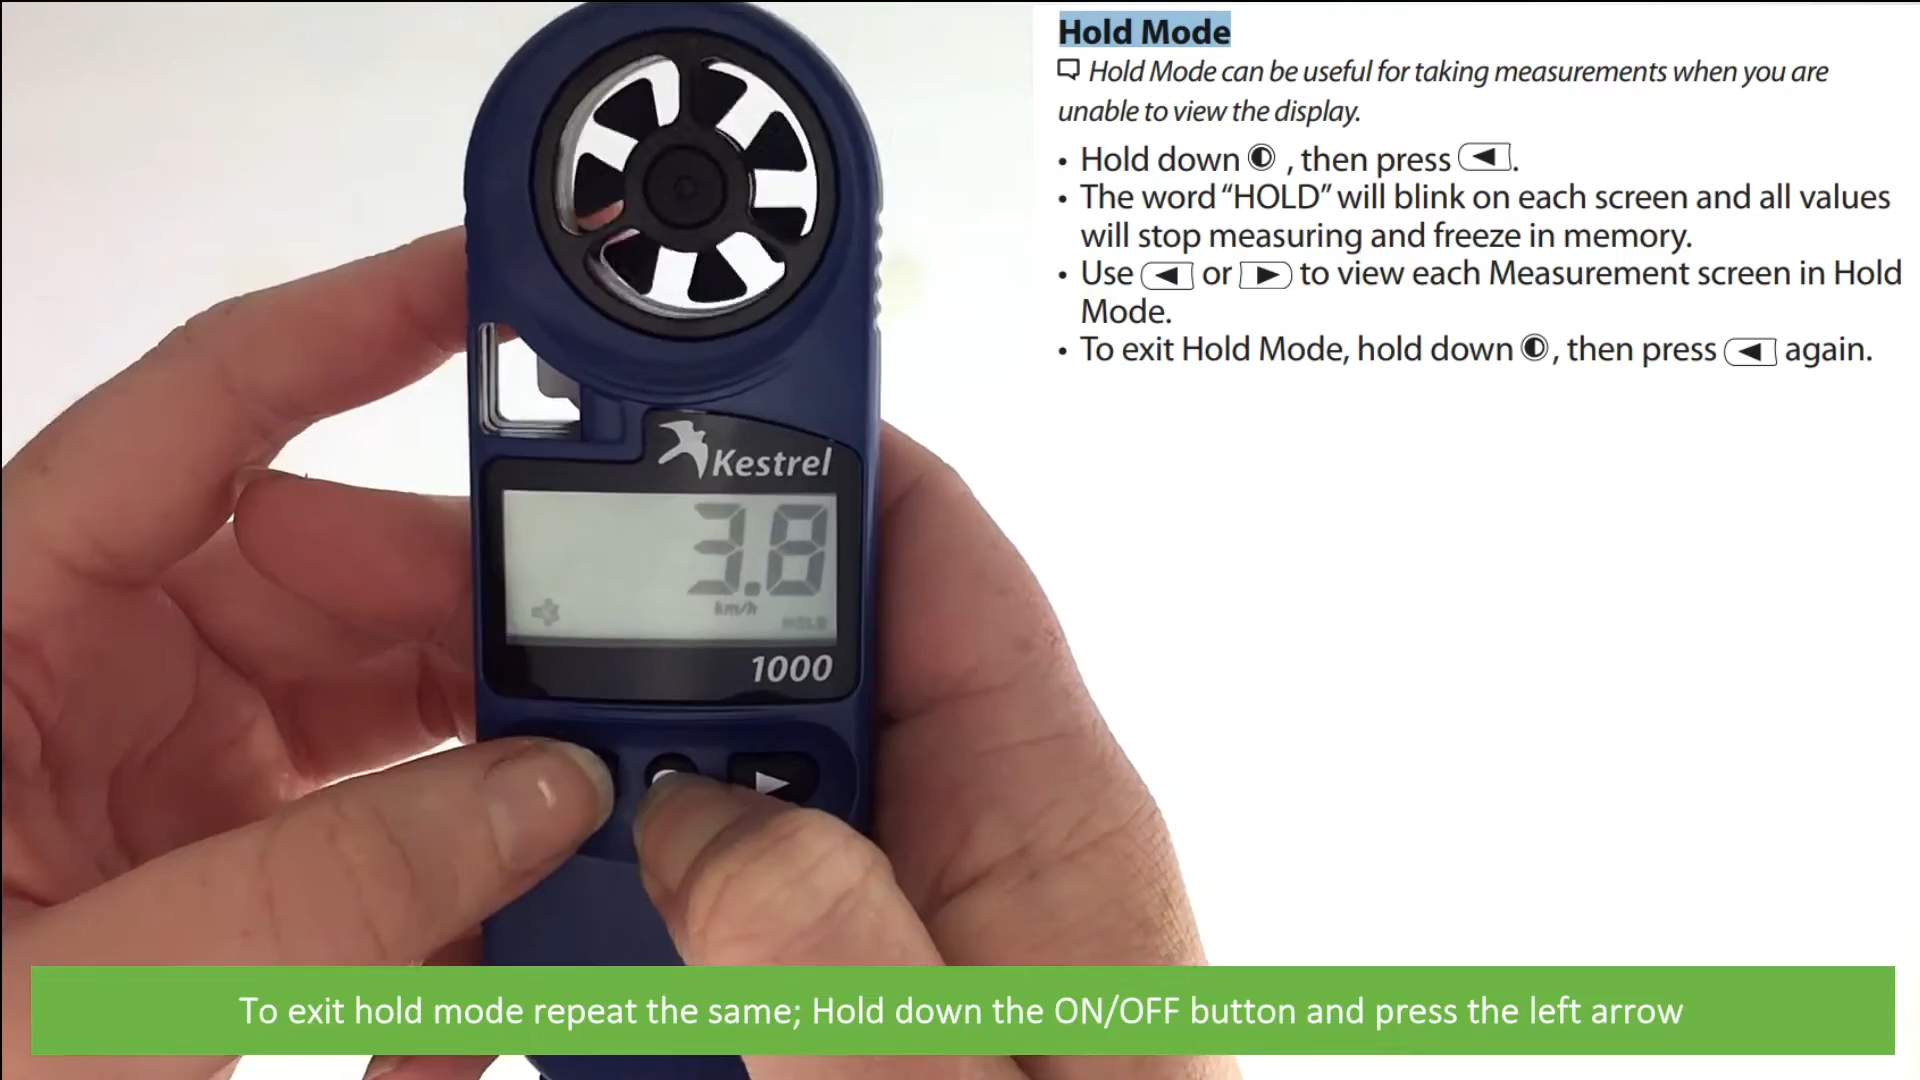 Hold Mode
Hold Mode can be useful for taking measurements when you are
unable to view the display.
• Hold down , then press .
• The word “HOLD” will blink on each screen and all values
will stop measuring and freeze in memory.
• Use or to view each Measurement screen in Hold
Mode.
• To exit Hold Mode, hold down , then press again.
Kestrel
3.8
km/h
HOLD
1000
To exit hold mode repeat the same; Hold down the ON/OFF button and press the left arrow